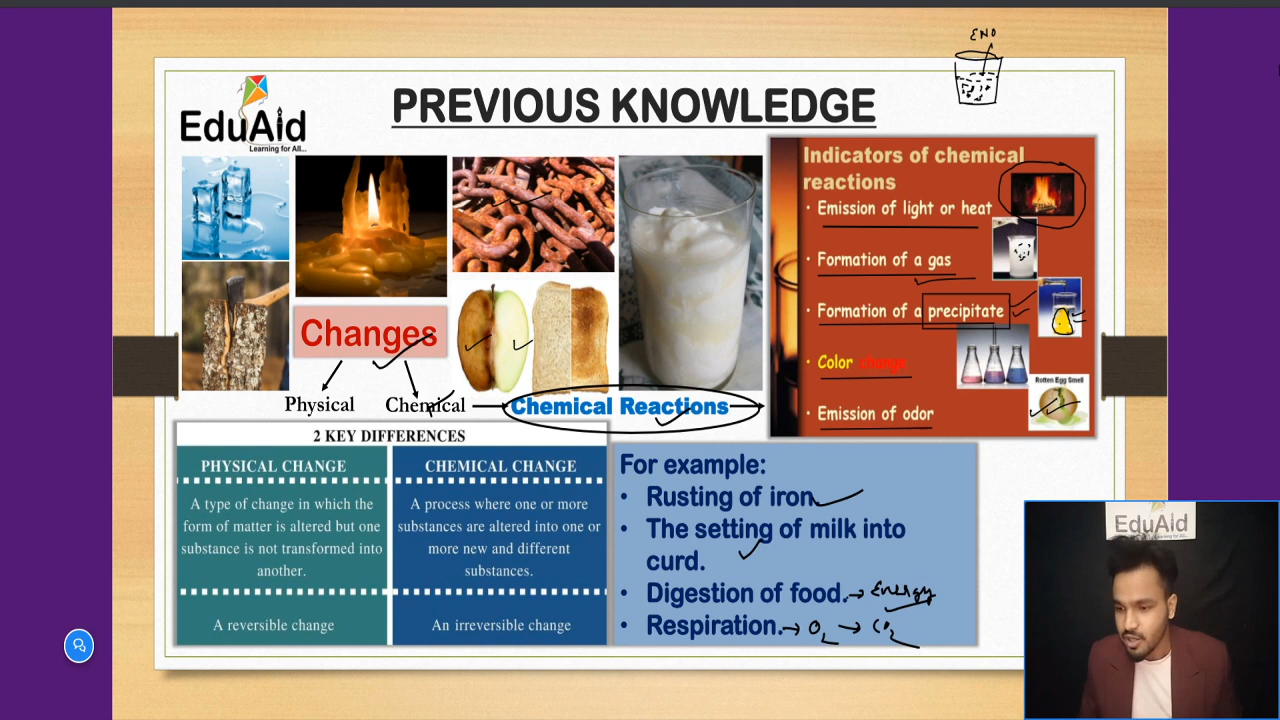 ENO
EduAid
Learning for All...
PREVIOUS KNOWLEDGE
Indicators of chemical
reactions
• Emission of light or heat
• Formation of a gas
• Formation of a precipitate
• Color change
Rotten Egg Smell
• Emission of odor
Changes
Physical
Chemical
Chemical Reactions
2 KEY DIFFERENCES
PHYSICAL CHANGE
A type of change in which the
form of matter is altered but one
substance is not transformed into
another.
A reversible change
CHEMICAL CHANGE
A process where one or more
substances are altered into one or
more new and different
substances.
An irreversible change
For example:
• Rusting of iron
• The setting of milk into
curd.
• Digestion of food. → Energy
• Respiration. → O₂ → CO₂
EduAid